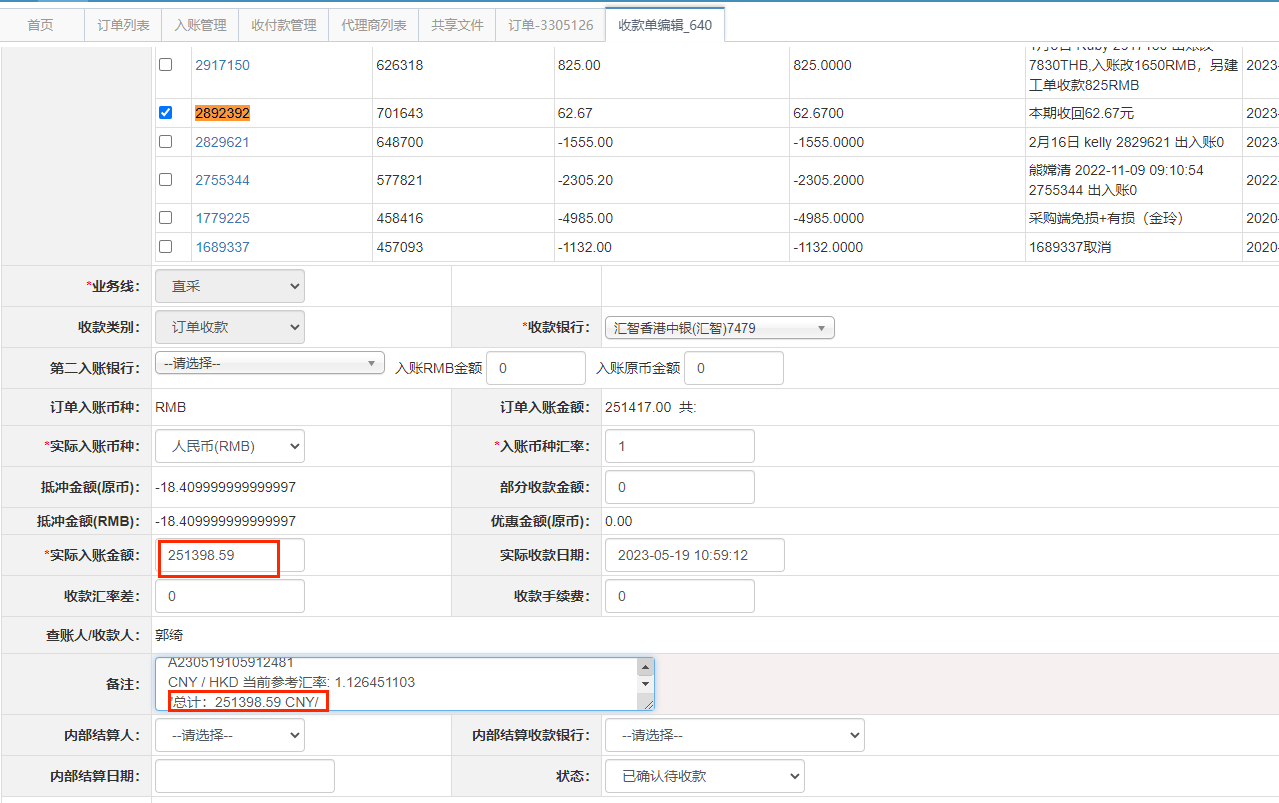 首页 订单列表 入账管理 收付款管理 代理商列表 共享文件 订单-3305126 收款单编辑_640
2917150 626318 825.00 825.0000 7830THB,入账改1650RMB，另建工单收款825RMB 2023-
2892392 701643 62.67 62.6700 本期收回62.67元 2023-
2829621 648700 -1555.00 -1555.0000 2月16日 kelly 2829621 出入账0 2023-
2755344 577821 -2305.20 -2305.2000 熊嫦清 2022-11-09 09:10:54 2755344 出入账0 2022-
1779225 458416 -4985.00 -4985.0000 采购端免损+有损（金玲） 2020-
1689337 457093 -1132.00 -1132.0000 1689337取消 2020-
*业务线： 直采
收款类别： 订单收款 *收款银行： 汇智香港中银(汇智)7479
第二入账银行： --请选择-- 入账RMB金额 0 入账原币金额 0
订单入账币种： RMB 订单入账金额： 251417.00 共:
*实际入账币种： 人民币(RMB) *入账币种汇率： 1
抵冲金额(原币)： -18.409999999999997 部分收款金额： 0
抵冲金额(RMB)： -18.409999999999997 优惠金额(原币)： 0.00
*实际入账金额： 251398.59 实际收款日期： 2023-05-19 10:59:12
收款汇率差： 0 收款手续费： 0
查账人/收款人： 郭绮
A230519105912481
备注： CNY / HKD 当前参考汇率: 1.126451103
*总计：251398.59 CNY/
内部结算人： --请选择-- 内部结算收款银行： --请选择--
内部结算日期： 状态： 已确认待收款